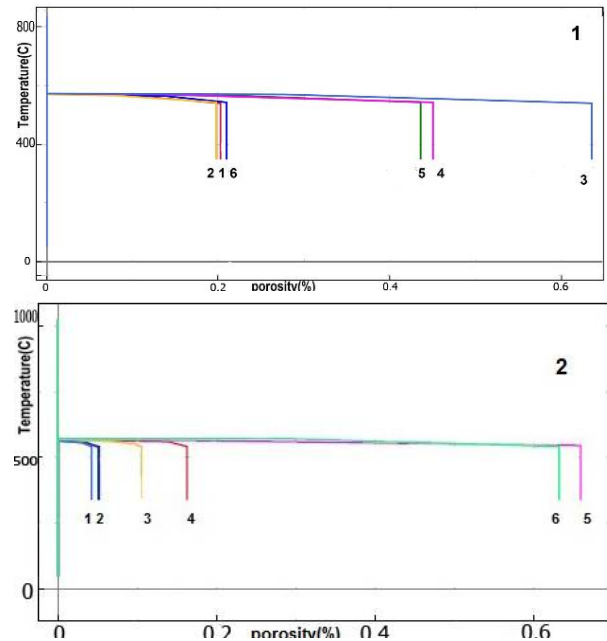 1
800
400
0
Temperature(C)
2 1 6 5 4 3
0 0.2 0.4 0.6
porosity(%)
2
1000
500
0
Temperature(C)
1 2 3 4 6 5
0 0.2 0.4 0.6
porosity(%)